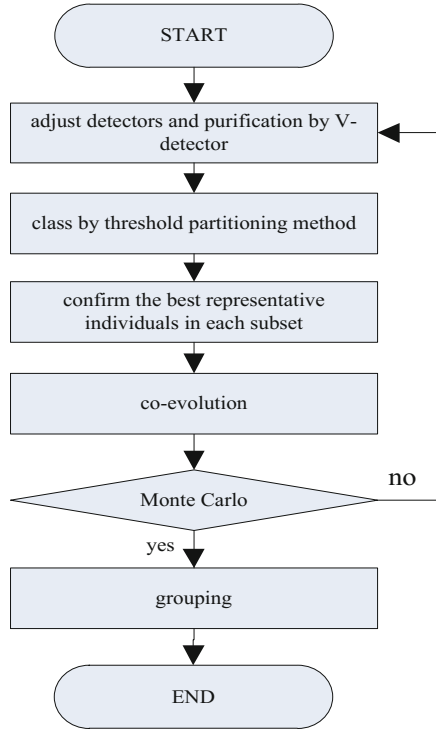 START
adjust detectors and purification by V-
detector
class by threshold partitioning method
confirm the best representative
individuals in each subset
co-evolution
Monte Carlo
no
yes
grouping
END